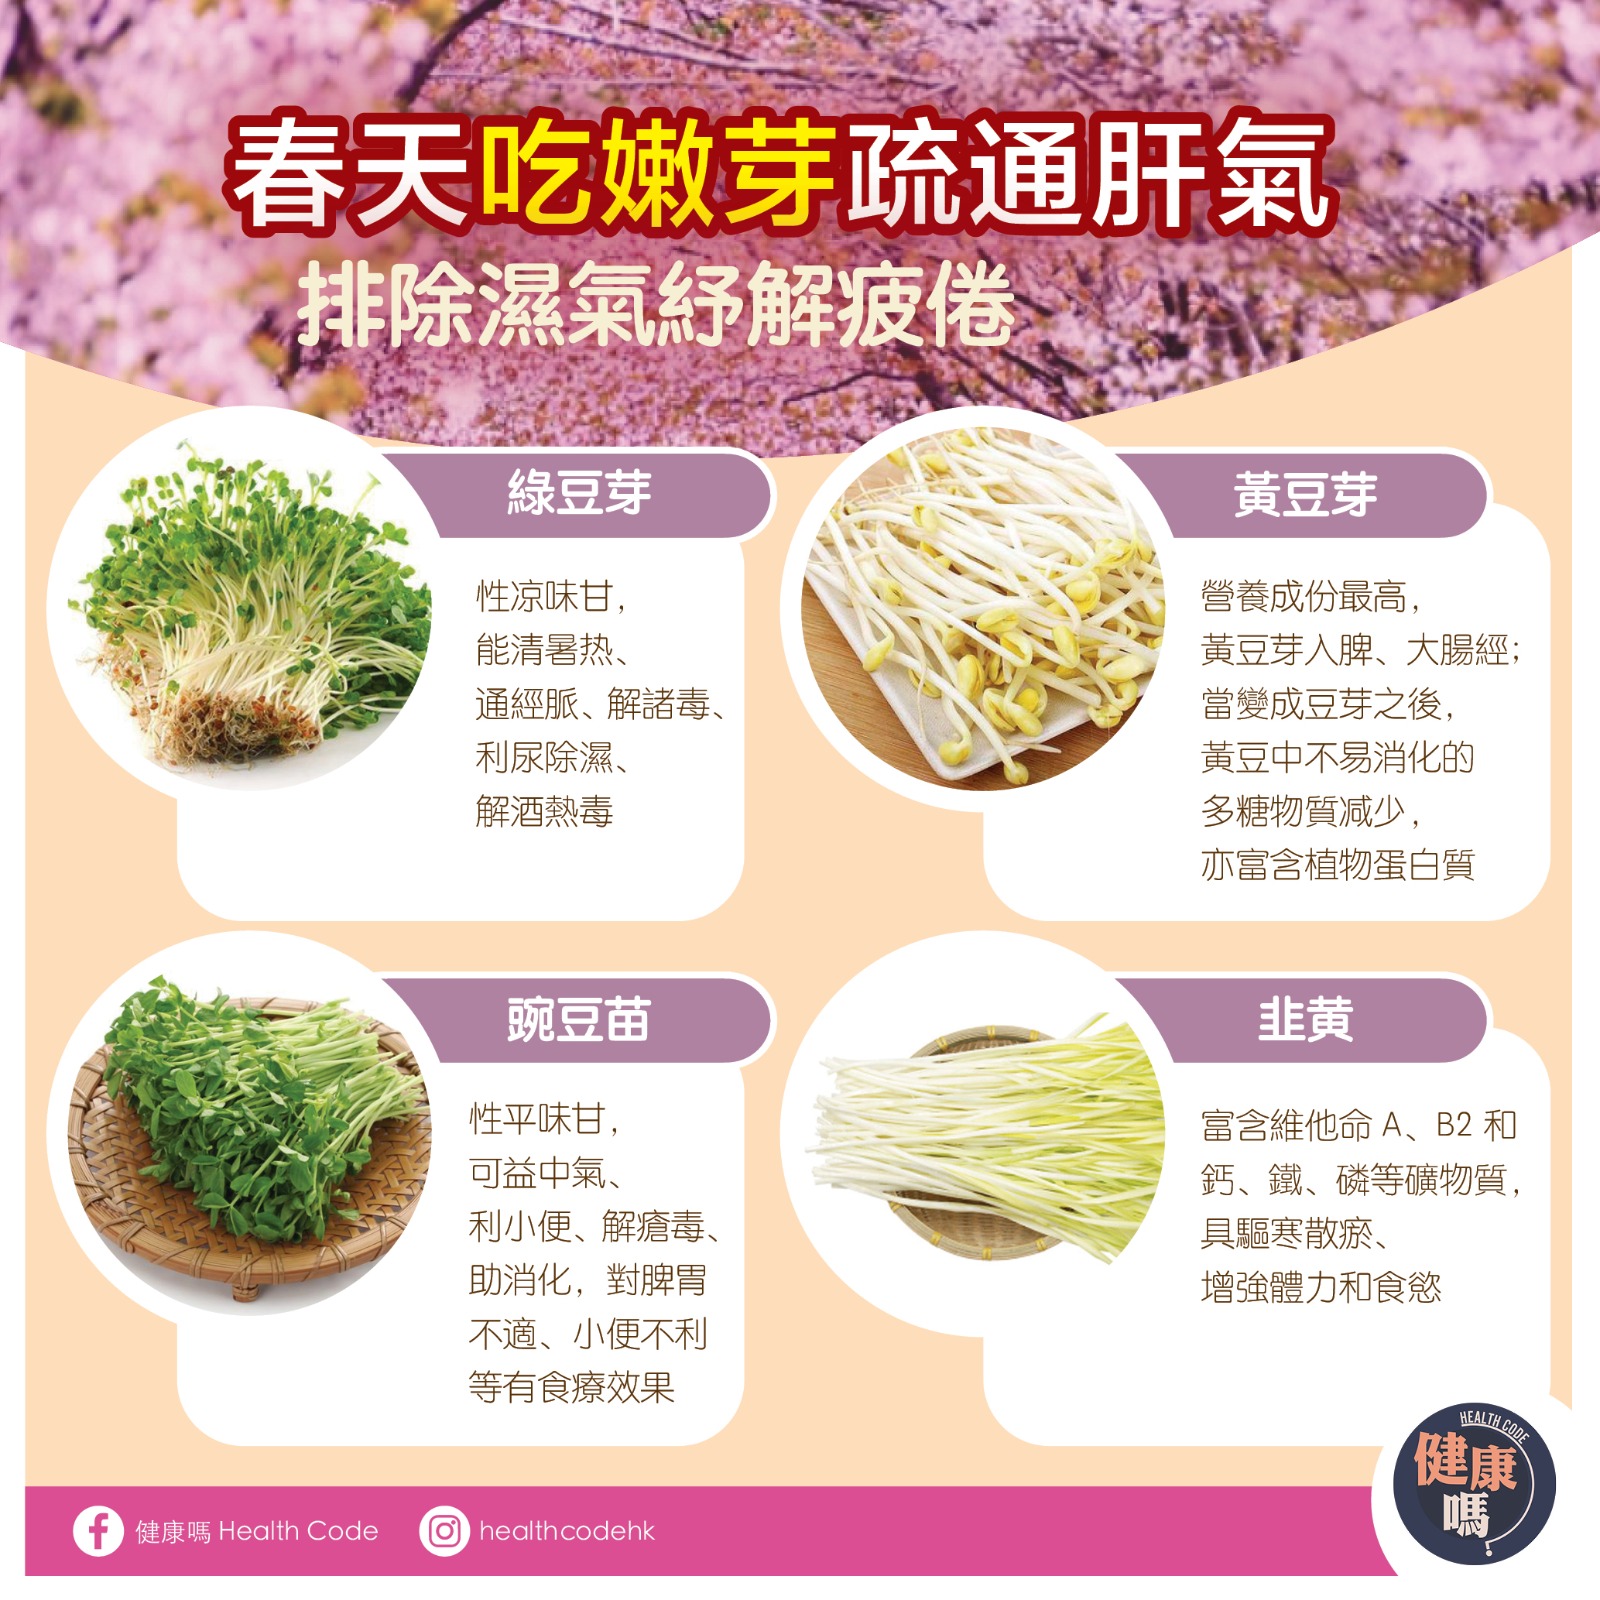 春天吃嫩芽疏通肝氣
排除濕氣紓解疲倦
綠豆芽
性凉味甘，
能清暑热、
通經脈、解諸毒、
利尿除濕、
解酒熱毒
黃豆芽
營養成份最高，
黃豆芽入脾、大腸經；
當變成豆芽之後，
黃豆中不易消化的
多糖物質減少，
亦富含植物蛋白質
豌豆苗
性平味甘，
可益中氣、
利小便、解瘡毒、
助消化，對脾胃
不適、小便不利
等有食療效果
韭黄
富含維他命 A、B2 和
鈣、鐵、磷等礦物質，
具驅寒散瘀、
增強體力和食慾
健康嗎 Health Code
healthcodehk
HEALTH CODE
健康
嗎?